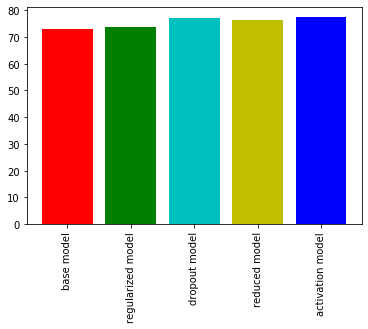 80
70
60
50
40
30
20
10
0
base model
regularized model
dropout model
reduced model
activation model